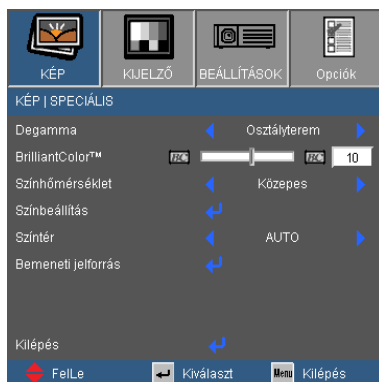 KÉP KIJELZŐ BEÁLLÍTÁSOK Opciók
KÉP | SPECIÁLIS
Degamma Osztályterem
BrilliantColor™ BC BC 10
Színhőmérséklet Közepes
Színbeállítás
Színtér AUTO
Bemeneti jelforrás
Kilépés
FelLe Kiválaszt Menu Kilépés